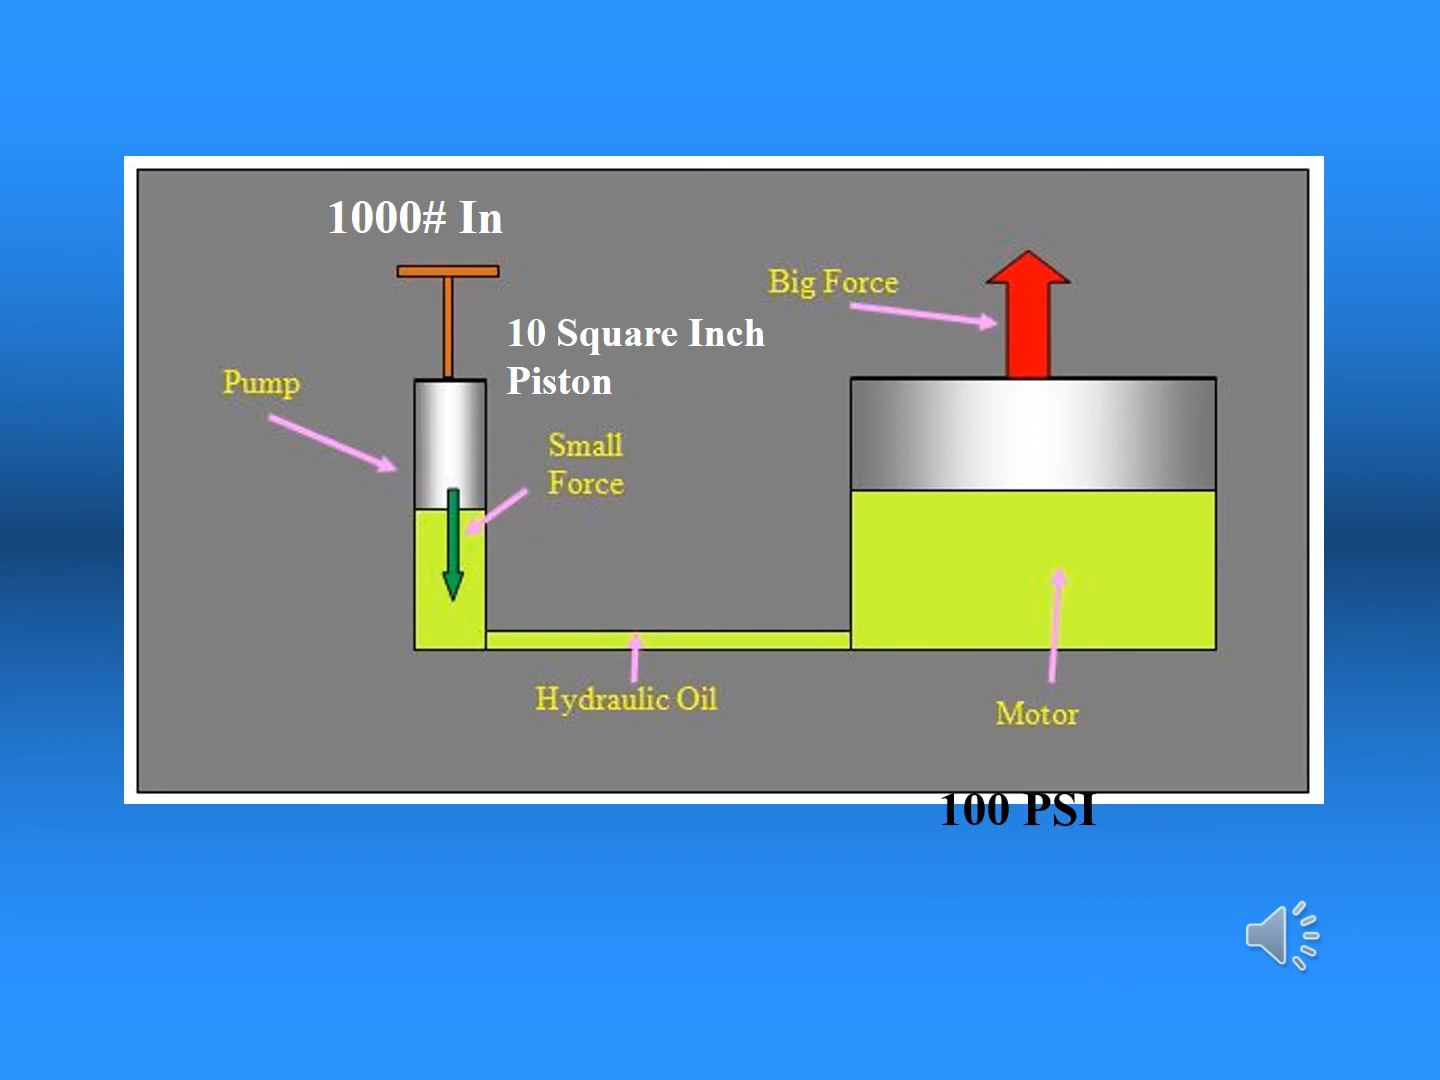 1000# In
Big Force
10 Square Inch
Piston
Pump
Small
Force
Hydraulic Oil
Motor
100 PSI